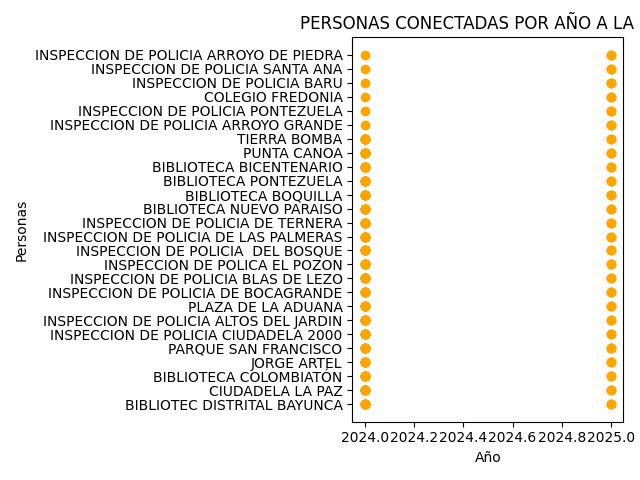 PERSONAS CONECTADAS POR AÑO A LA
INSPECCION DE POLICIA ARROYO DE PIEDRA
INSPECCION DE POLICIA SANTA ANA
INSPECCION DE POLICIA BARU
COLEGIO FREDONIA
INSPECCION DE POLICIA PONTEZUELA
INSPECCION DE POLICIA ARROYO GRANDE
TIERRA BOMBA
PUNTA CANOA
BIBLIOTECA BICENTENARIO
BIBLIOTECA PONTEZUELA
BIBLIOTECA BOQUILLA
BIBLIOTECA NUEVO PARAISO
INSPECCION DE POLICIA DE TERNERA
INSPECCION DE POLICIA DE LAS PALMERAS
INSPECCION DE POLICIA  DEL BOSQUE
INSPECCION DE POLICA EL POZON
INSPECCION DE POLICIA BLAS DE LEZO
INSPECCION DE POLICIA DE BOCAGRANDE
PLAZA DE LA ADUANA
INSPECCION DE POLICIA ALTOS DEL JARDIN
INSPECCION DE POLICIA CIUDADELA 2000
PARQUE SAN FRANCISCO
JORGE ARTEL
BIBLIOTECA COLOMBIATÓN
CIUDADELA LA PAZ
BIBLIOTEC DISTRITAL BAYUNCA
Personas
2024.0 2024.2 2024.4 2024.6 2024.8 2025.0
Año